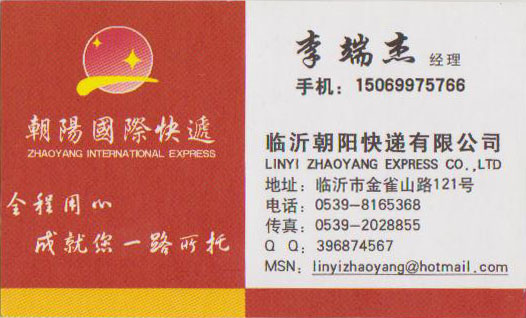 朝陽國際快遞
ZHAOYANG INTERNATIONAL EXPRESS
全程用心
成就您一路所托
李瑞杰 经理
手机：15069975766
临沂朝阳快递有限公司
LINYI ZHAOYANG EXPRESS CO.,LTD
地址：临沂市金雀山路121号
电话：0539-8165368
传真：0539-2028855
Q Q：396874567
MSN：linyizhaoyang@hotmail.com